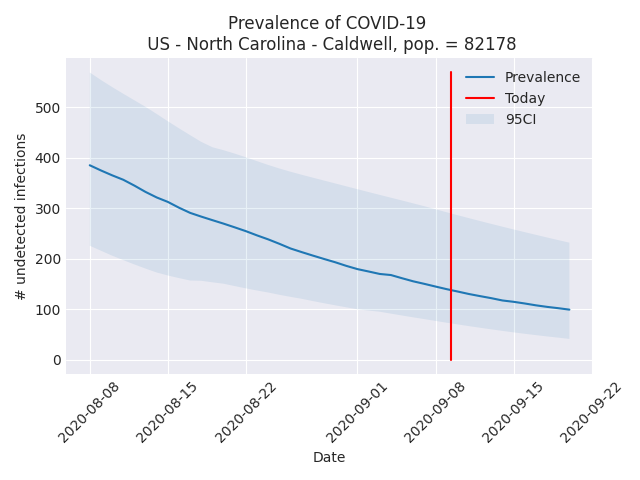 Prevalence of COVID-19
US - North Carolina - Caldwell, pop. = 82178
Prevalence
Today
95CI
# undetected infections
500
400
300
200
100
0
2020-08-08
2020-08-15
2020-08-22
2020-09-01
2020-09-08
2020-09-15
2020-09-22
Date